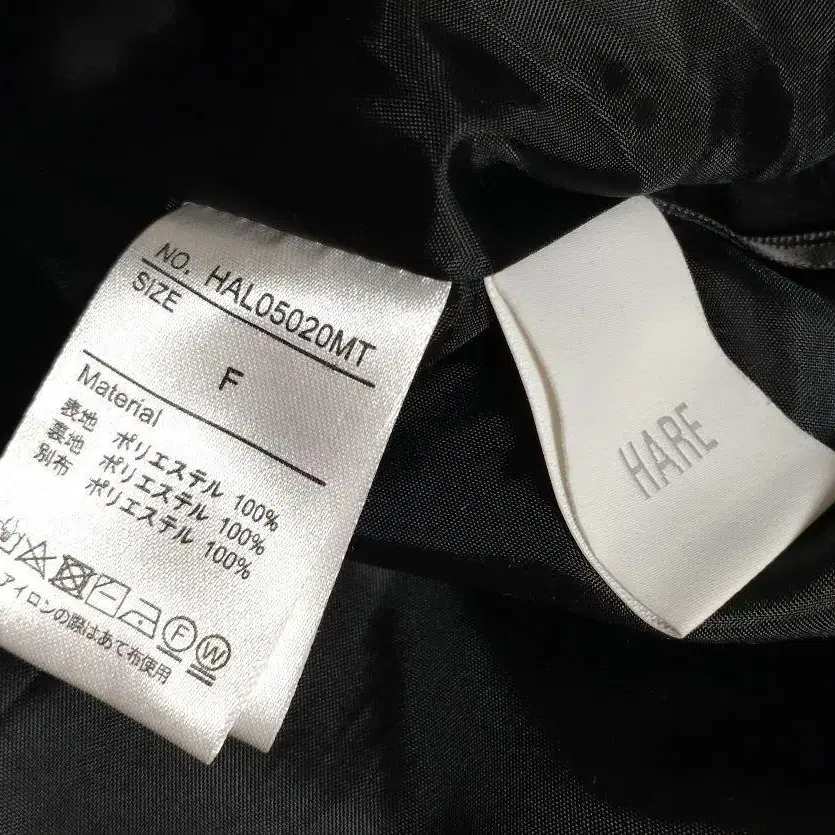 NO. HAL05020MT
SIZE
F
Material
表地 ポリエステル 100%
裏地 ポリエステル 100%
別布 ポリエステル 100%
F W
アイロンの際はあて布使用
HARE